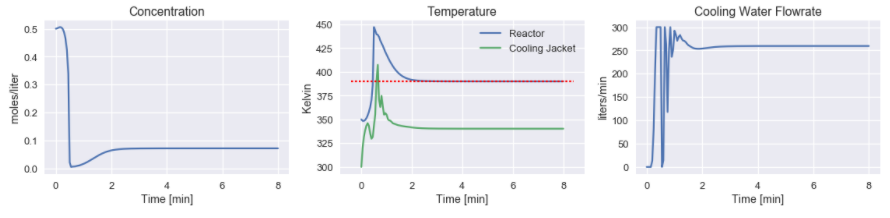 Concentration
moles/liter
0.5
0.4
0.3
0.2
0.1
0.0
0 2 4 6 8
Time [min]
Temperature
Kelvin
450
425
400
375
350
325
300
Reactor
Cooling Jacket
0 2 4 6 8
Time [min]
Cooling Water Flowrate
liters/min
300
250
200
150
100
50
0
0 2 4 6 8
Time [min]